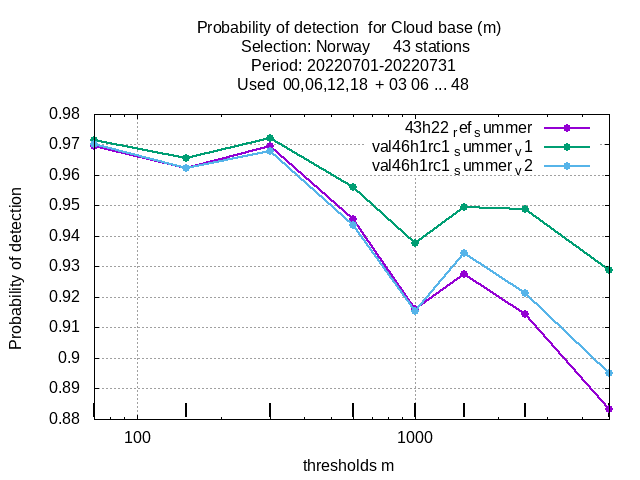 Probability of detection  for Cloud base (m)
Selection: Norway     43 stations
Period: 20220701-20220731
Used  00,06,12,18  + 03 06 ... 48
0.98
0.97
0.96
0.95
0.94
0.93
0.92
0.91
0.9
0.89
0.88
Probability of detection
43h22 ref summer
val46h1rc1 summer v1
val46h1rc1 summer v2
100
1000
thresholds m